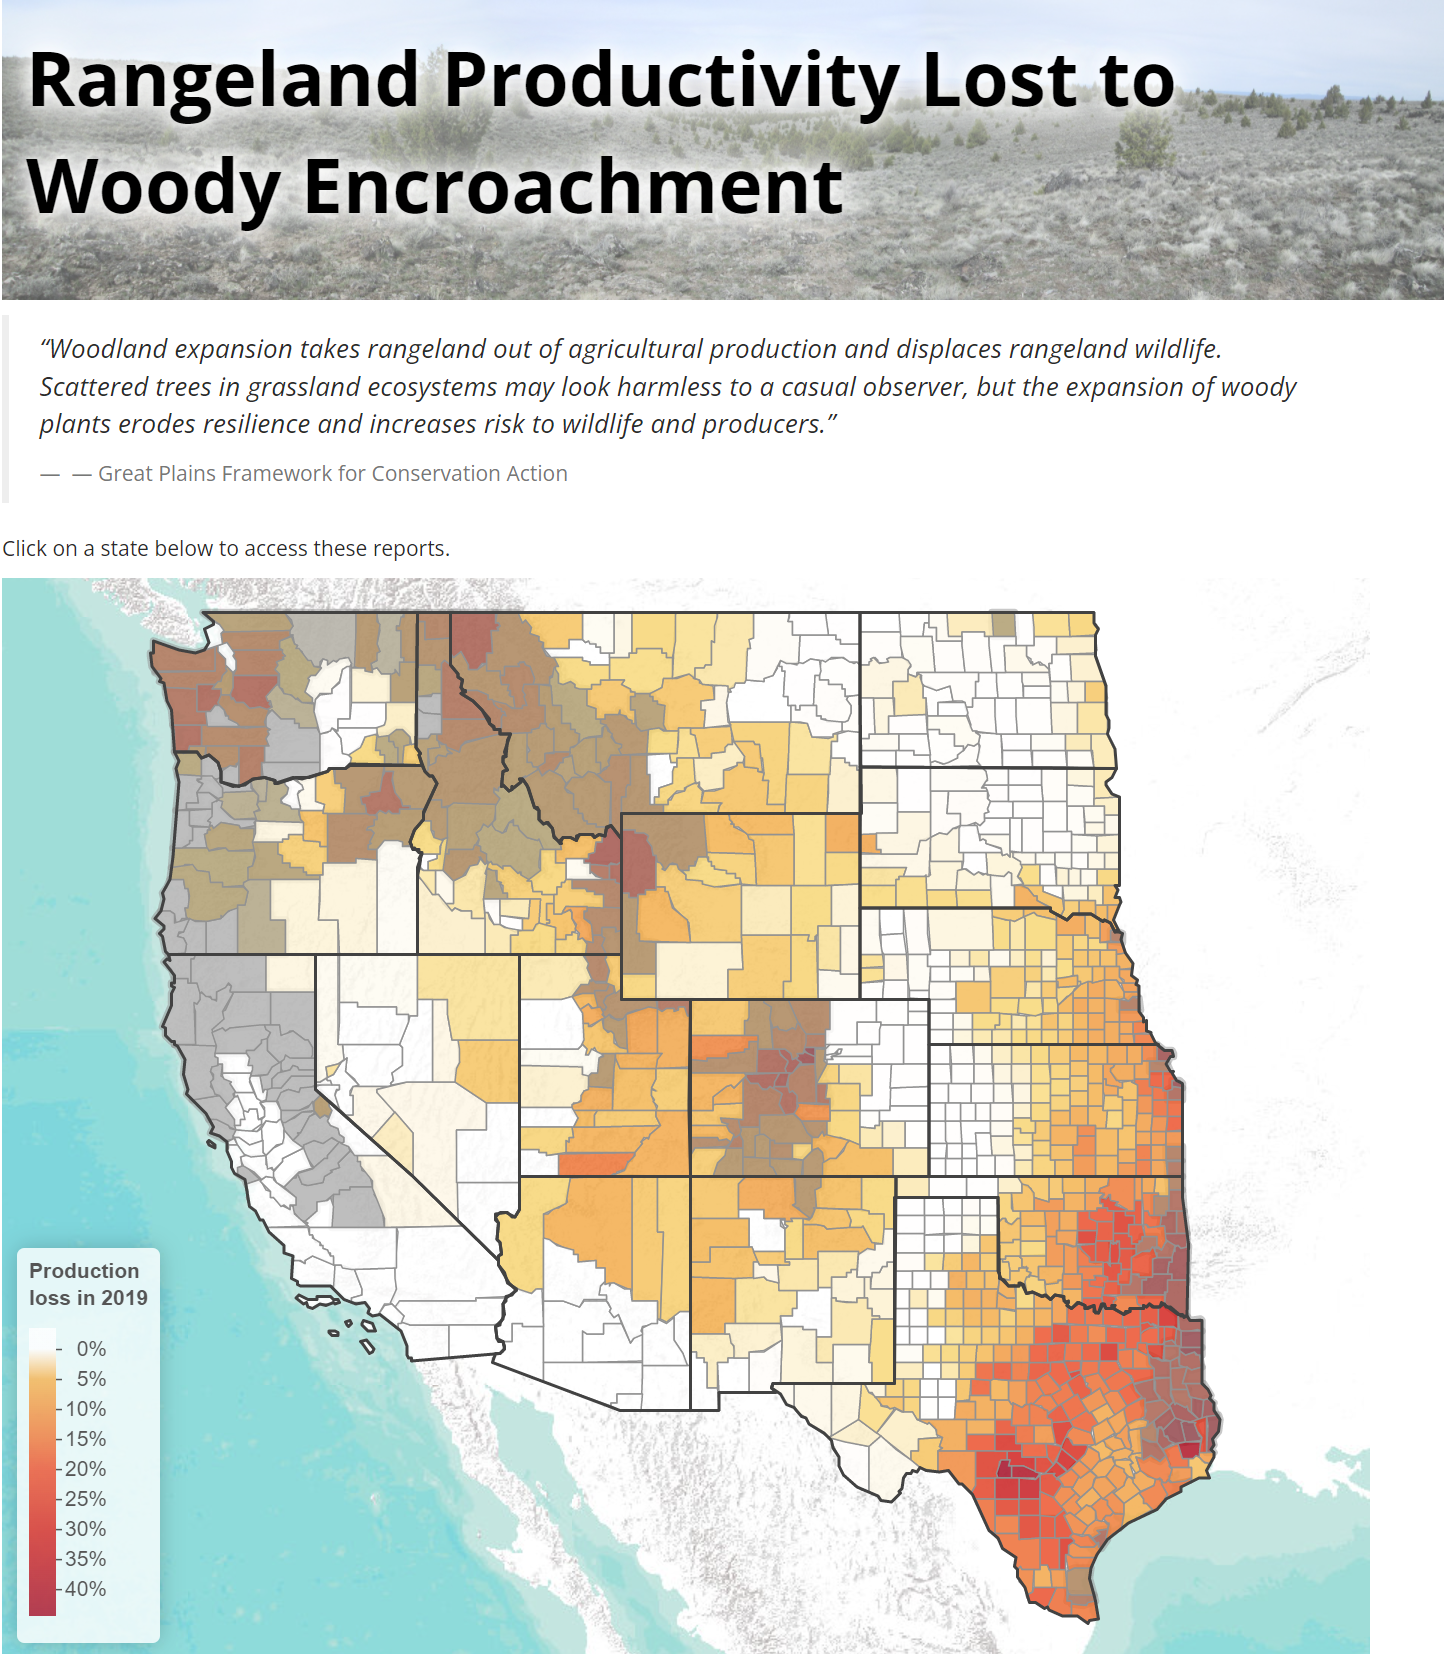 Rangeland Productivity Lost to
Woody Encroachment
“Woodland expansion takes rangeland out of agricultural production and displaces rangeland wildlife.
Scattered trees in grassland ecosystems may look harmless to a casual observer, but the expansion of woody
plants erodes resilience and increases risk to wildlife and producers.”
— — Great Plains Framework for Conservation Action
Click on a state below to access these reports.
Production
loss in 2019
0%
5%
10%
15%
20%
25%
30%
35%
40%